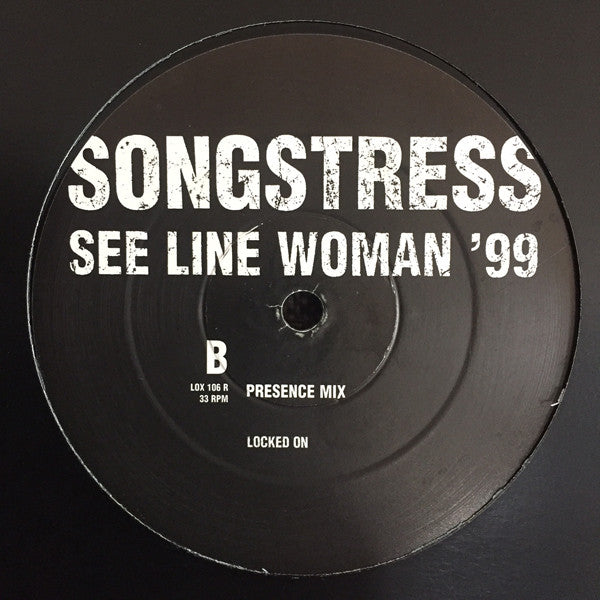 SONGSTRESS
SEE LINE WOMAN '99
B
LOX 106 R
33 RPM
PRESENCE MIX
LOCKED ON